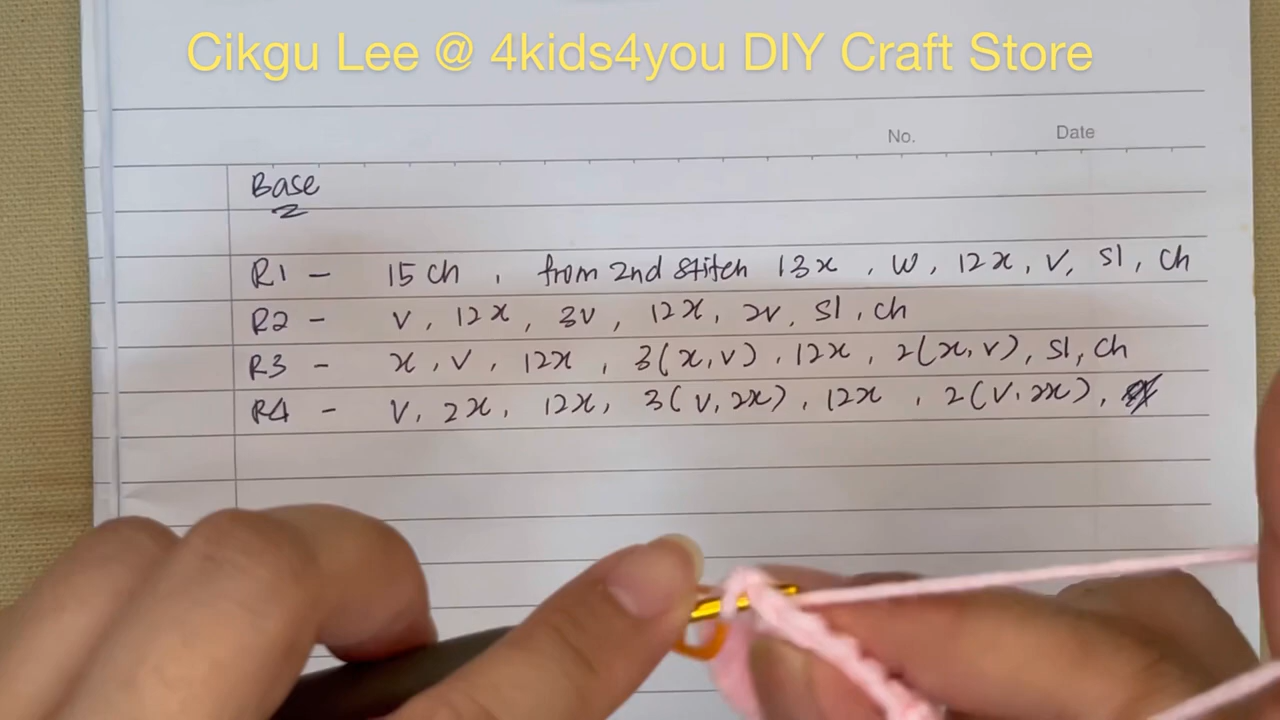 Cikgu Lee @ 4kids4you DIY Craft Store
No. Date
Base
R1 - 15 ch, from 2nd stitch 13x, W, 12x, V, sl, ch
R2 - V, 12x, 3V, 12x, 2V, sl, ch
R3 - x, V, 12x, 3(x,v), 12x, 2(x,v), sl, ch
R4 - V, 2x, 12x, 3(V,2x), 12x, 2(V,2x),